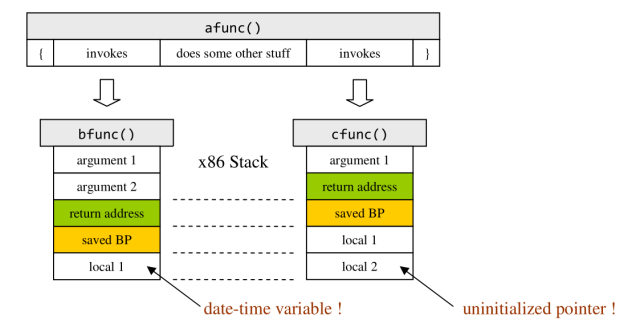 afunc()
{ invokes does some other stuff invokes }
bfunc() cfunc()
argument 1 x86 Stack argument 1
argument 2 return address
return address saved BP
saved BP local 1
local 1 local 2
date-time variable ! uninitialized pointer !